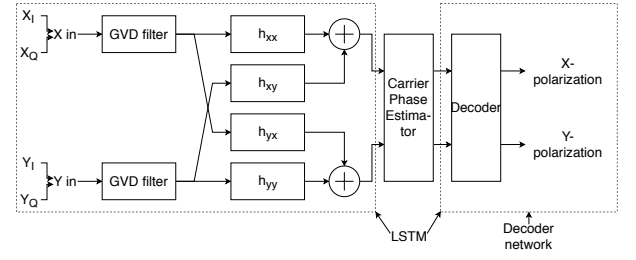 X_I
X_Q
X in
GVD filter
h_xx
h_xy
h_yx
h_yy
Y_I
Y_Q
Y in
GVD filter
Carrier
Phase
Estima-
tor
Decoder
X-
polarization
Y-
polarization
LSTM
Decoder
network